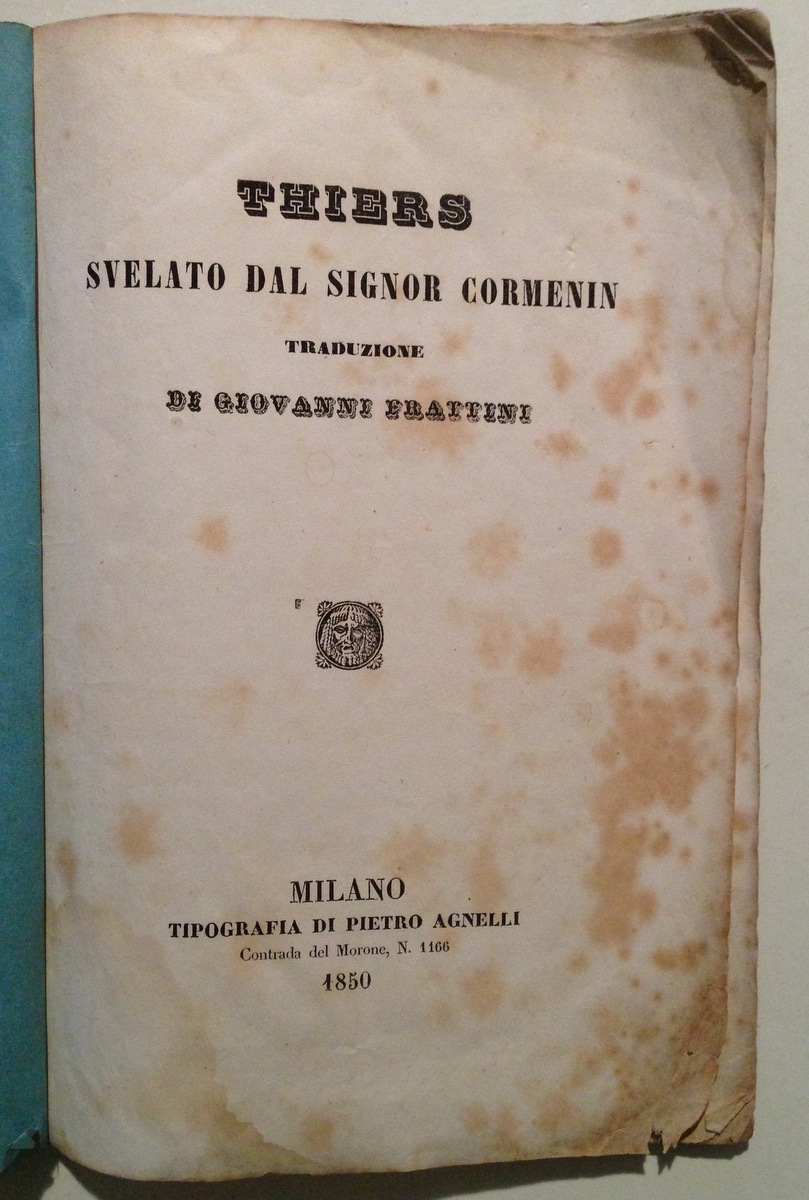 THIERS
SVELATO DAL SIGNOR CORMENIN
TRADUZIONE
DI GIOVANNI FRATTINI
MILANO
TIPOGRAFIA DI PIETRO AGNELLI
Contrada del Morone, N. 1166
1850